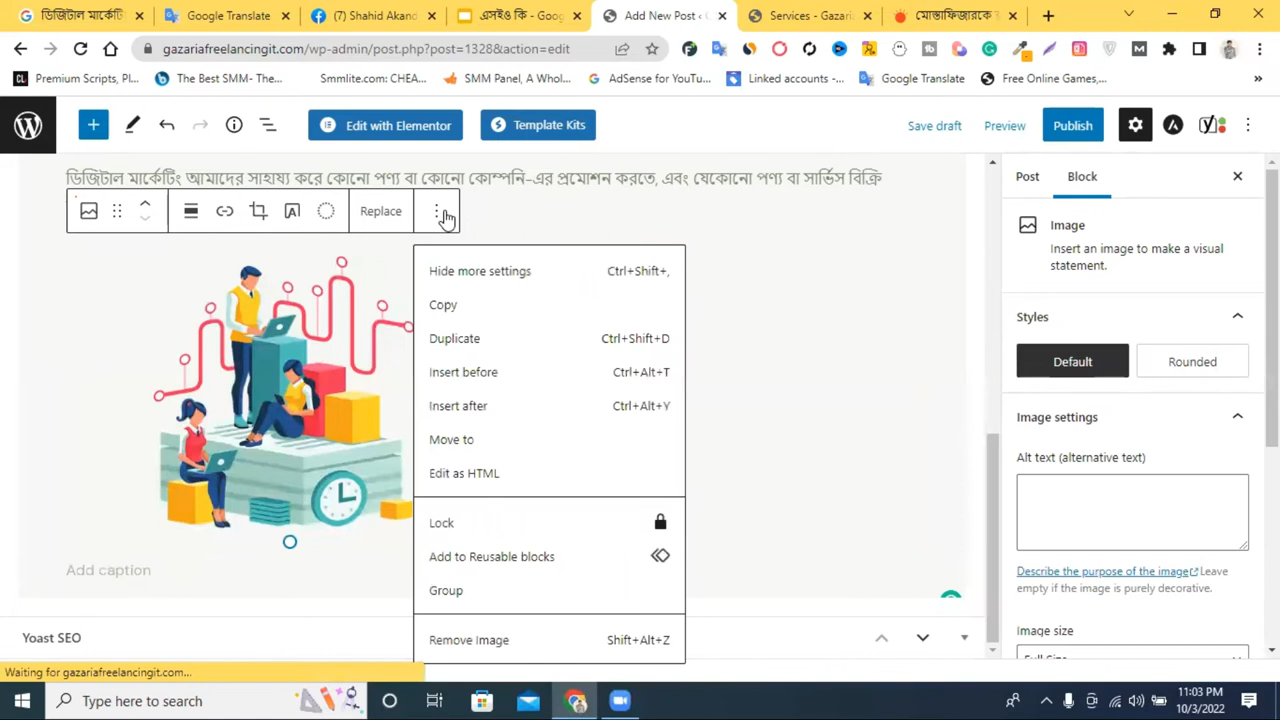 ডিজিটাল মার্কেটি
Google Translate
(7) Shahid Akand
এসইও কি - Goog
Add New Post ‹ G
Services - Gazari
মোস্তাফিজারকে
gazariafreelancingit.com/wp-admin/post.php?post=1328&action=edit
CL Premium Scripts, Pl...
The Best SMM- The...
Smmlite.com: CHEA...
SMM Panel, A Whol...
AdSense for YouTu...
Linked accounts -...
Google Translate
Free Online Games,...
Edit with Elementor
Template Kits
Save draft
Preview
Publish
ডিজিটাল মার্কেটিং আমাদের সাহায্য করে কোনো পণ্য বা কোনো কোম্পনি-এর প্রমোশন করতে, এবং যেকোনো পণ্য বা সার্ভিস বিক্রি
Replace
Hide more settings Ctrl+Shift+,
Copy
Duplicate Ctrl+Shift+D
Insert before Ctrl+Alt+T
Insert after Ctrl+Alt+Y
Move to
Edit as HTML
Lock
Add to Reusable blocks
Group
Remove Image Shift+Alt+Z
Add caption
Yoast SEO
Post
Block
Image
Insert an image to make a visual
statement.
Styles
Default
Rounded
Image settings
Alt text (alternative text)
Describe the purpose of the image Leave
empty if the image is purely decorative.
Image size
Full Size
Waiting for gazariafreelancingit.com...
Type here to search
11:03 PM
10/3/2022